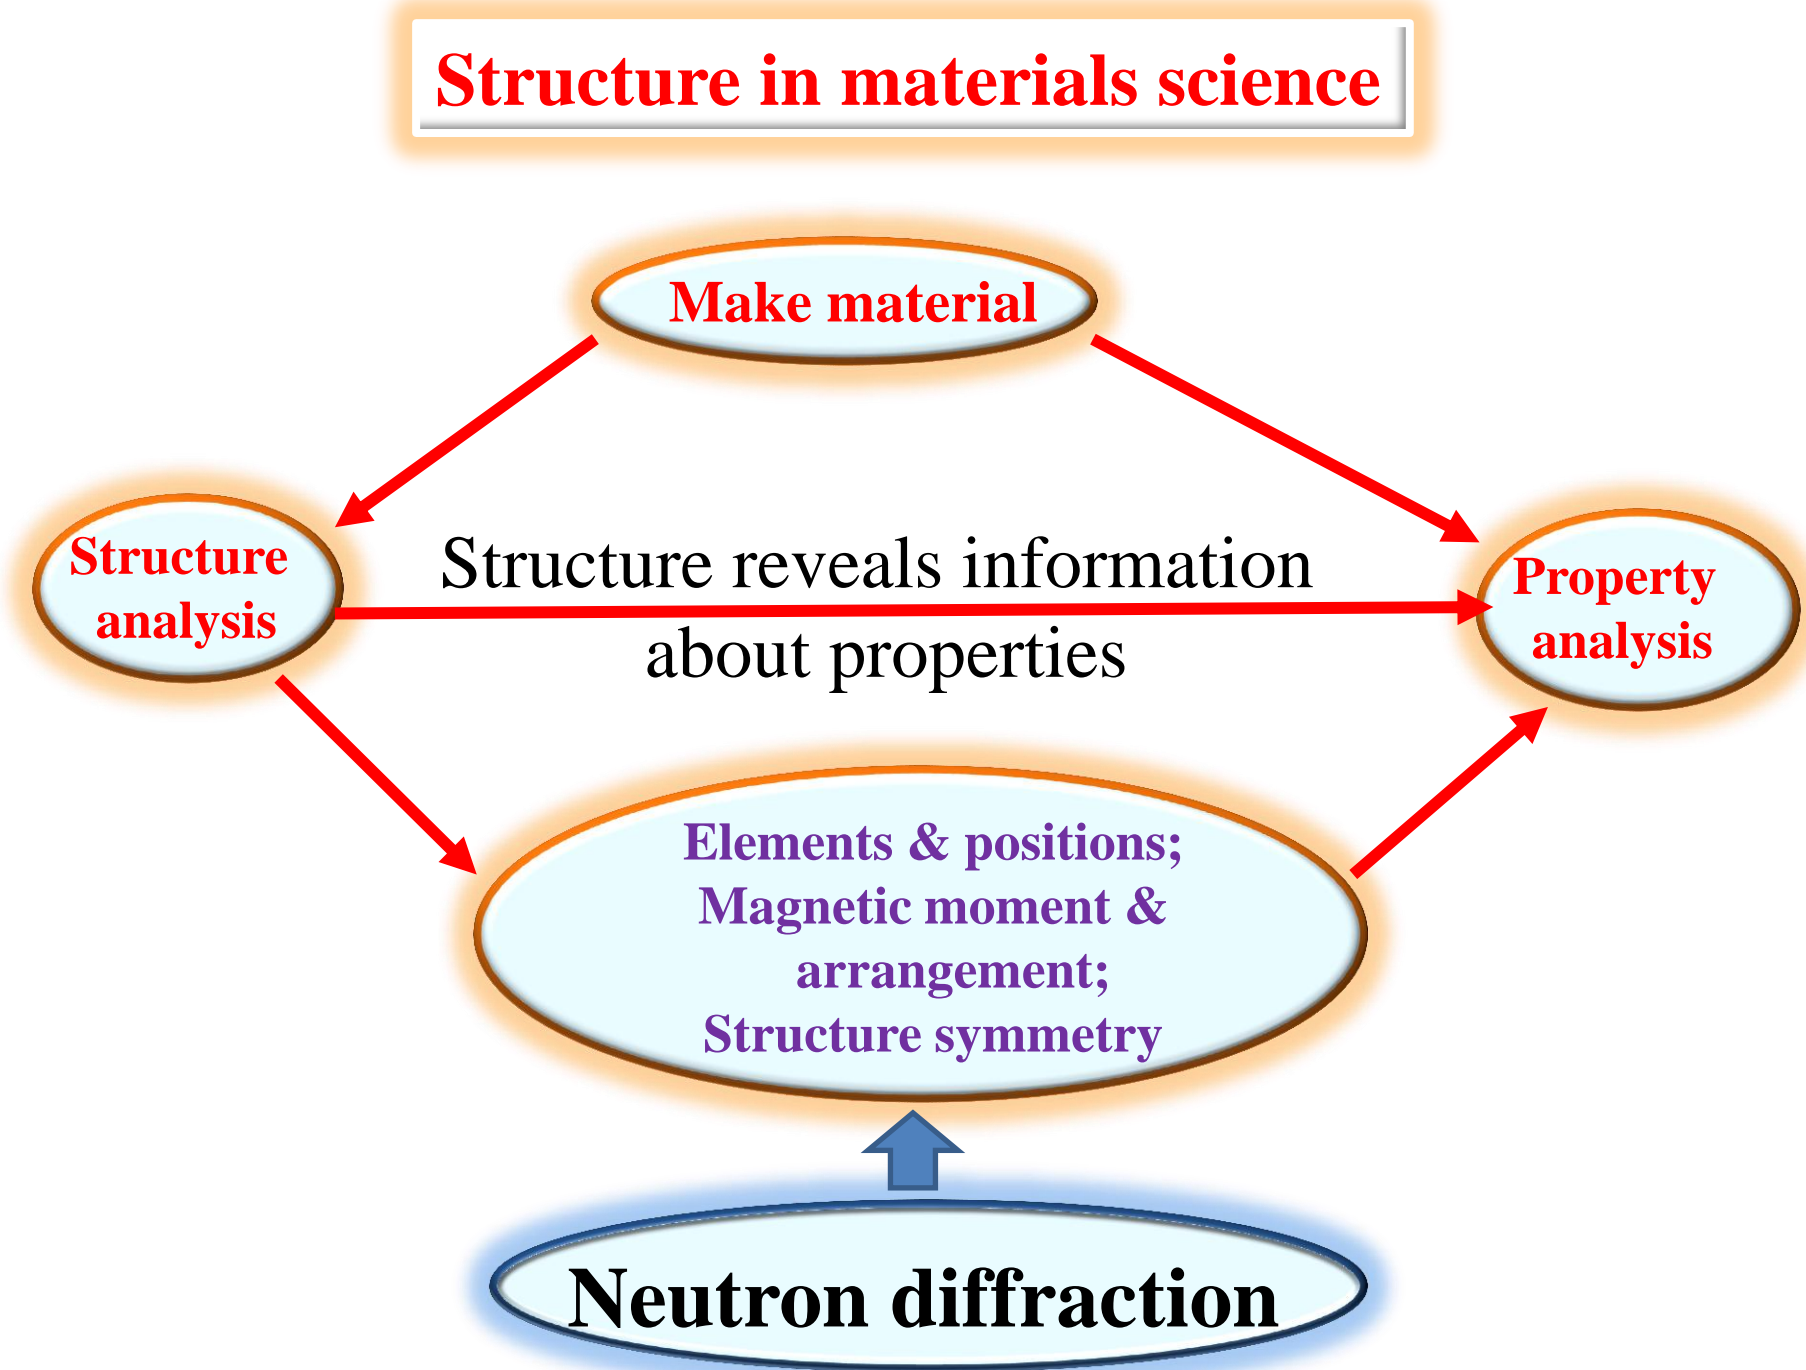 Structure in materials science
Make material
Structure
analysis
Structure reveals information
about properties
Property
analysis
Elements & positions;
Magnetic moment &
arrangement;
Structure symmetry
Neutron diffraction